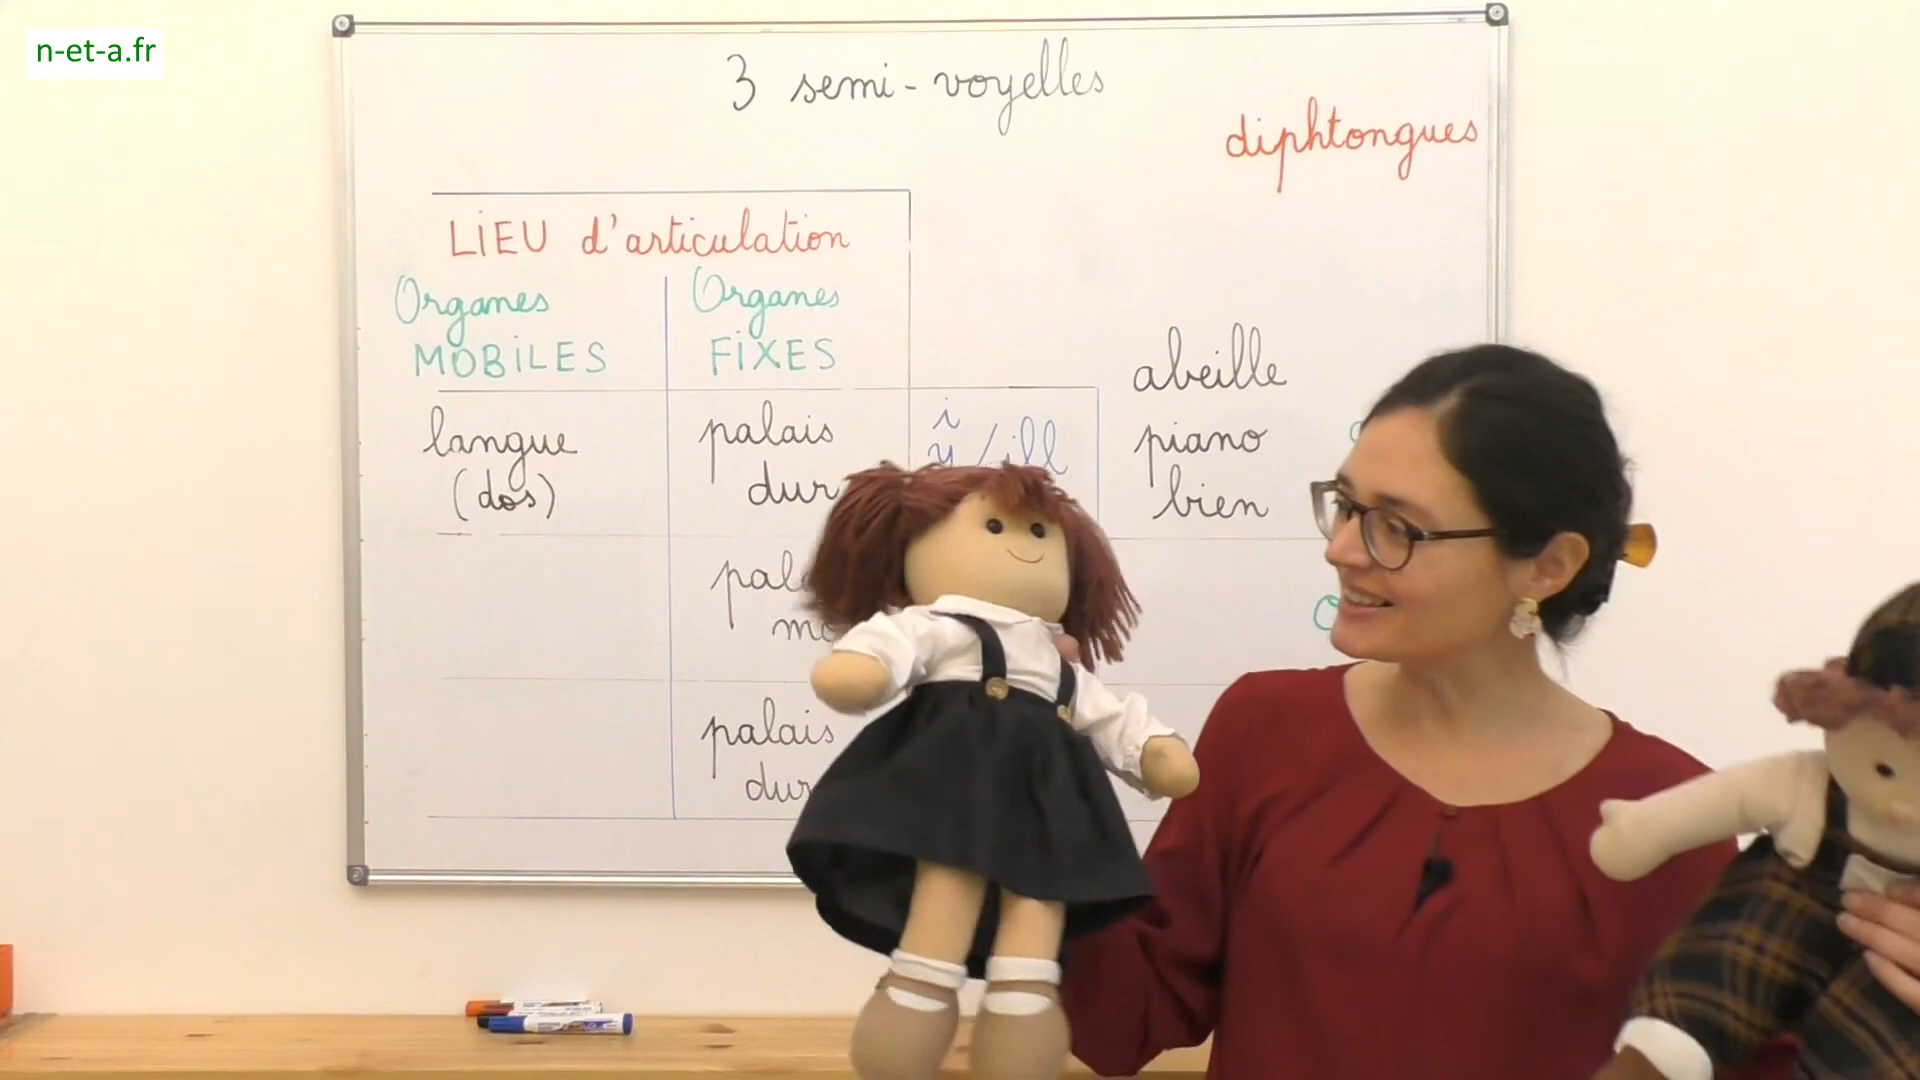 n-et-a.fr
3 semi-voyelles
diphtongues
LiEU d'articulation
Organes
MOBiLES
Organes
FiXES
langue
(dos)
palais
dur
i
y / ill
abeille
piano
bien
palais
dur